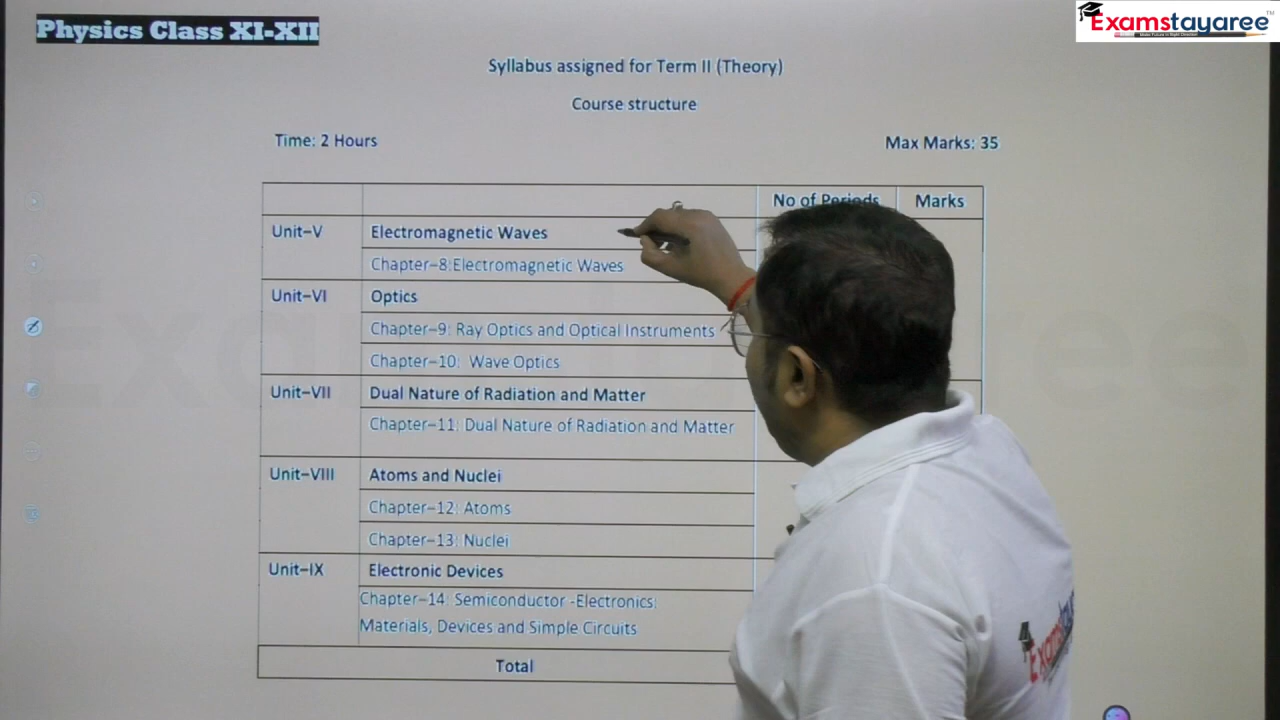 Physics Class XI-XII
Examstayaree
TM
Syllabus assigned for Term II (Theory)
Course structure
Time: 2 Hours
Max Marks: 35
No of Periods
Marks
Unit–V
Electromagnetic Waves
Chapter–8:Electromagnetic Waves
Unit–VI
Optics
Chapter–9: Ray Optics and Optical Instruments
Chapter–10: Wave Optics
Unit–VII
Dual Nature of Radiation and Matter
Chapter–11: Dual Nature of Radiation and Matter
Unit–VIII
Atoms and Nuclei
Chapter–12: Atoms
Chapter–13: Nuclei
Unit–IX
Electronic Devices
Chapter–14: Semiconductor -Electronics:
Materials, Devices and Simple Circuits
Total